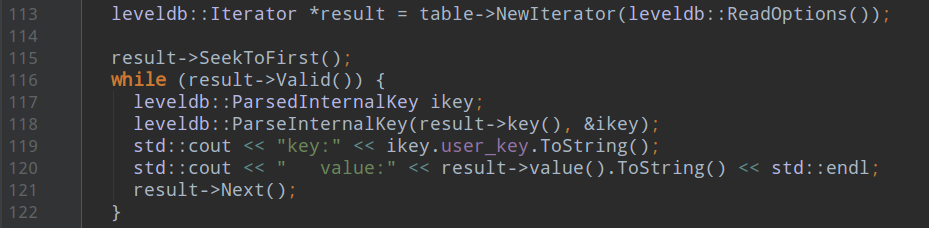 113 leveldb::Iterator *result = table->NewIterator(leveldb::ReadOptions());
114
115 result->SeekToFirst();
116 while (result->Valid()) {
117 leveldb::ParsedInternalKey ikey;
118 leveldb::ParseInternalKey(result->key(), &ikey);
119 std::cout << "key:" << ikey.user_key.ToString();
120 std::cout << "    value:" << result->value().ToString() << std::endl;
121 result->Next();
122 }